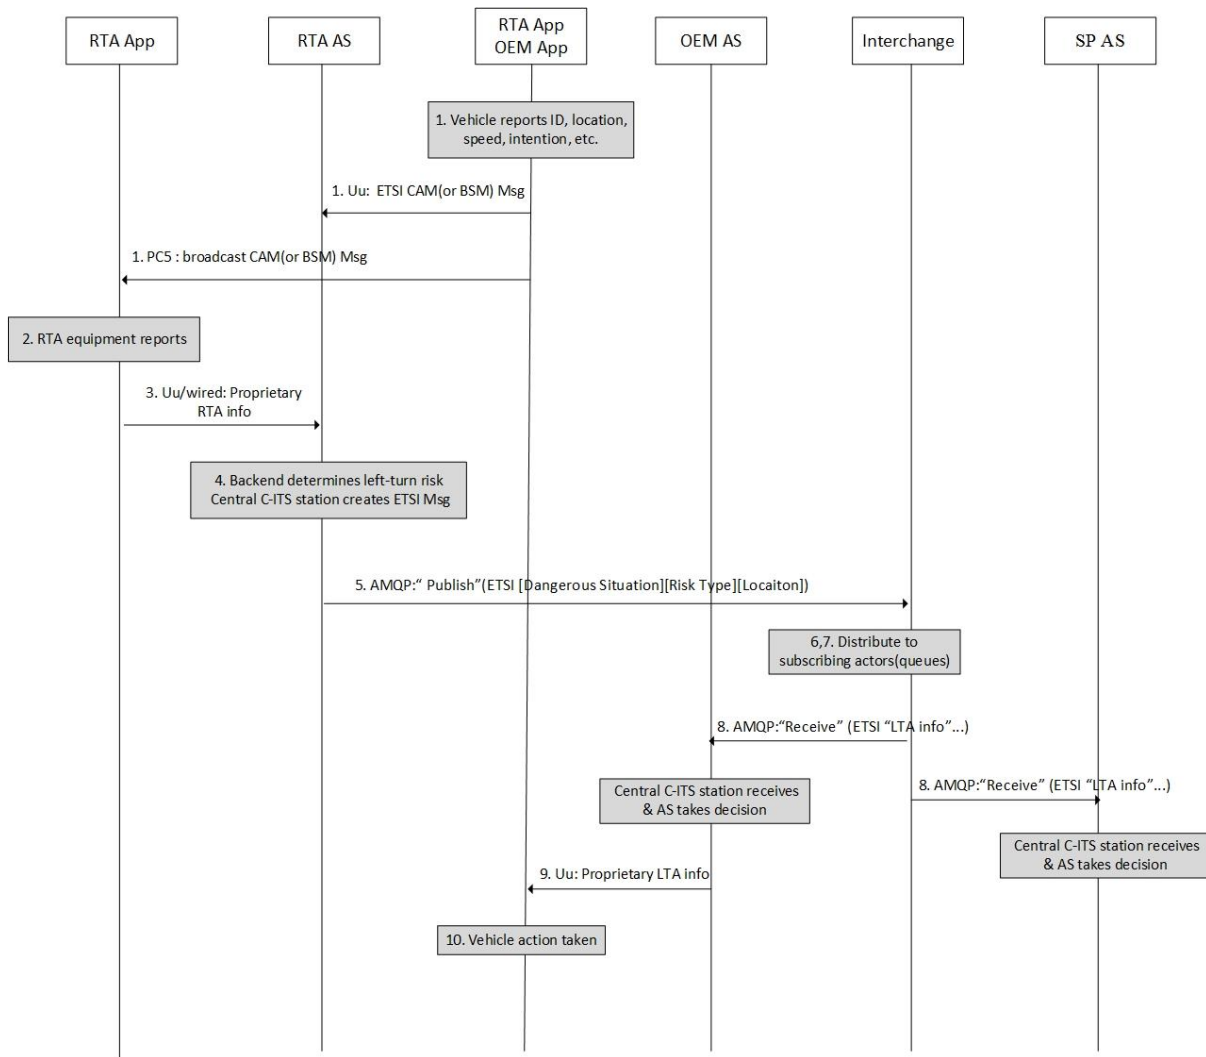 RTA App
RTA AS
RTA App
OEM App
OEM AS
Interchange
SP AS
1. Vehicle reports ID, location,
speed, intention, etc.
1. Uu:  ETSI CAM(or BSM) Msg
1. PC5 : broadcast CAM(or BSM) Msg
2. RTA equipment reports
3. Uu/wired: Proprietary
RTA info
4. Backend determines left-turn risk
Central C-ITS station creates ETSI Msg
5. AMQP:“ Publish”(ETSI [Dangerous Situation][Risk Type][Locaiton])
6,7. Distribute to
subscribing actors(queues)
8. AMQP:“Receive” (ETSI “LTA info”...)
8. AMQP:“Receive” (ETSI “LTA info”...)
Central C-ITS station receives
& AS takes decision
Central C-ITS station receives
& AS takes decision
9. Uu: Proprietary LTA info
10. Vehicle action taken